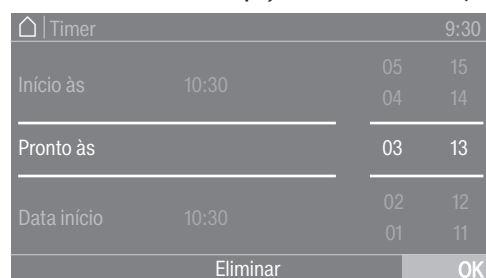 Timer 9:30
05 15
Início às 10:30
04 14
Pronto às 03 13
02 12
Data início 10:30
01 11
Eliminar OK